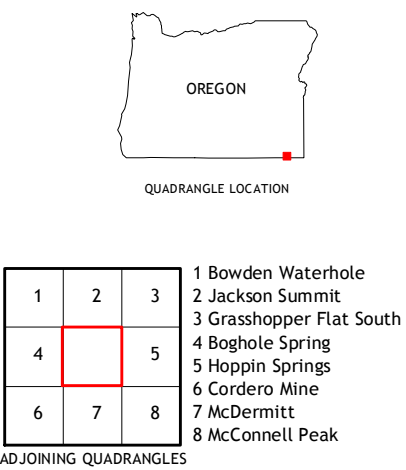 OREGON
QUADRANGLE LOCATION
1 2 3
4 5
6 7 8
1 Bowden Waterhole
2 Jackson Summit
3 Grasshopper Flat South
4 Boghole Spring
5 Hoppin Springs
6 Cordero Mine
7 McDermitt
8 McConnell Peak
ADJOINING QUADRANGLES